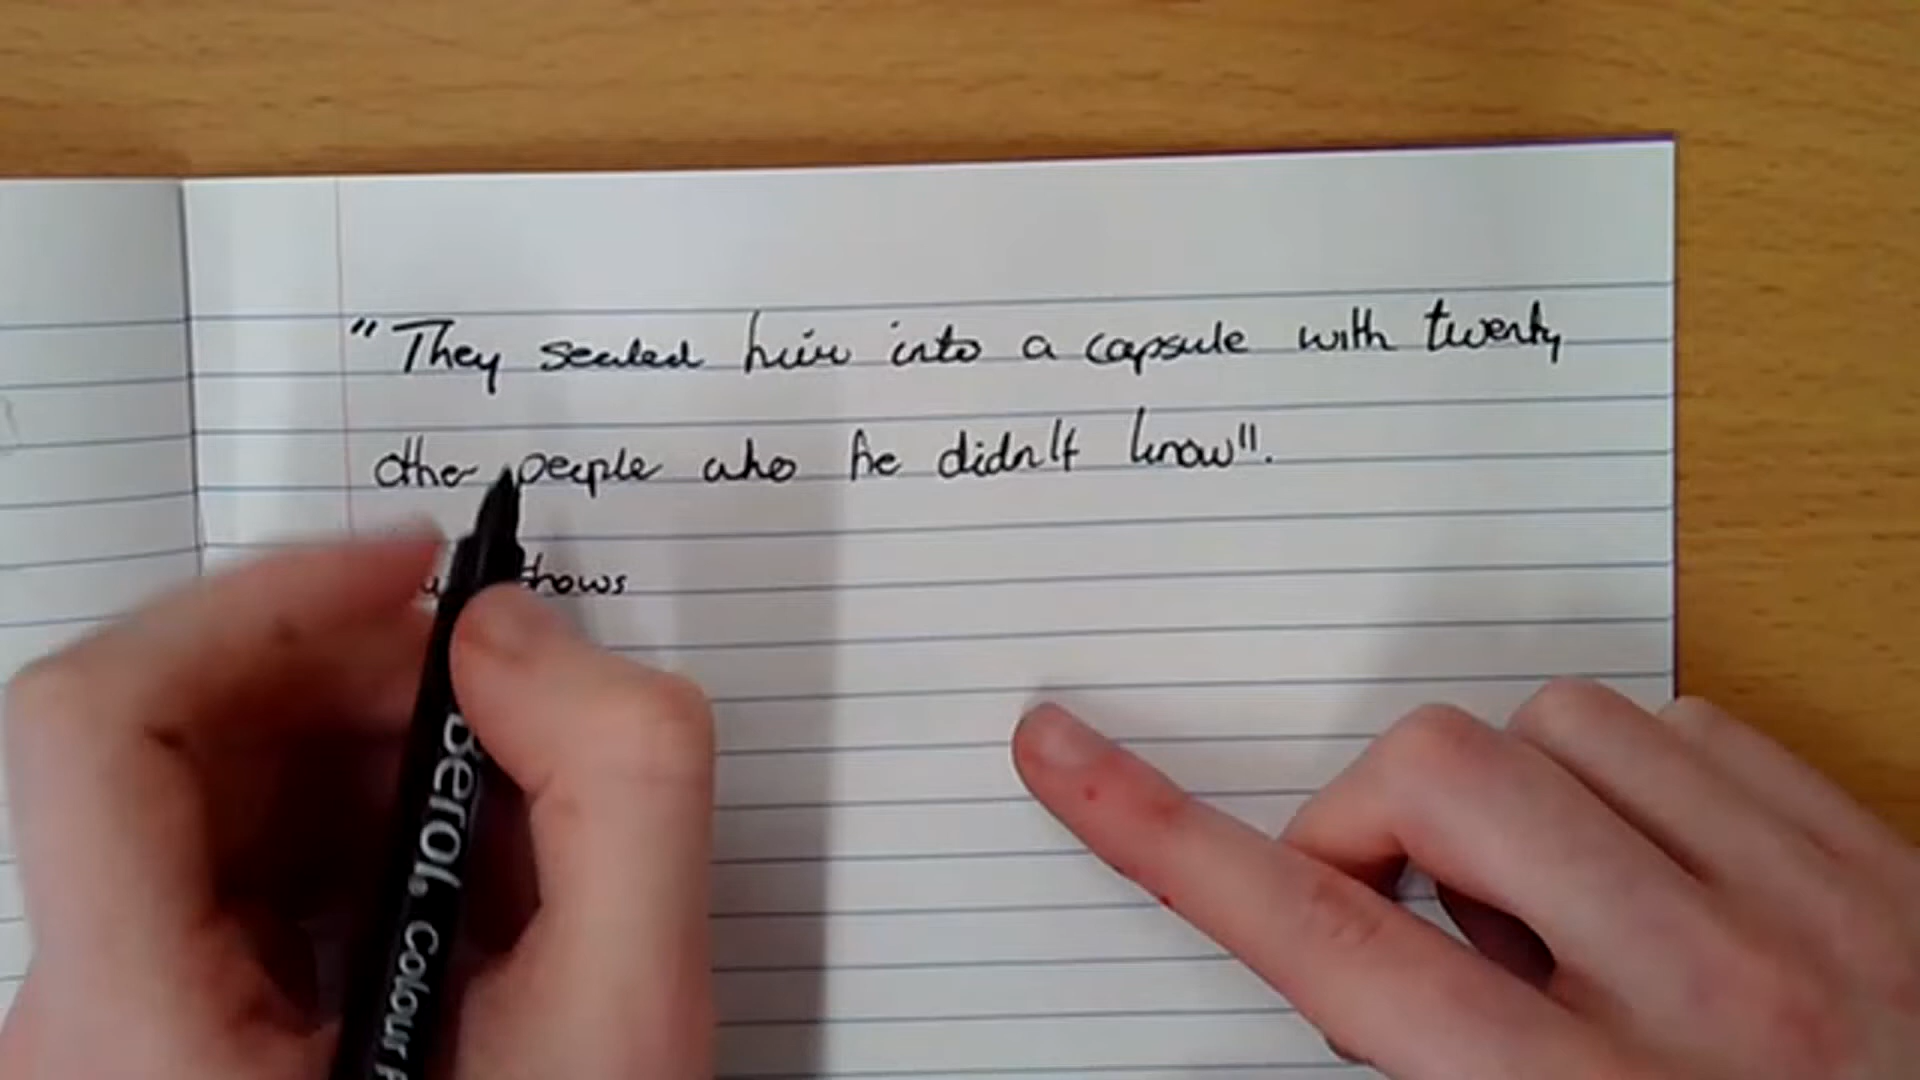 "They sealed him into a capsule with twenty
other people who he didn't know".
shows
Berol. Colour